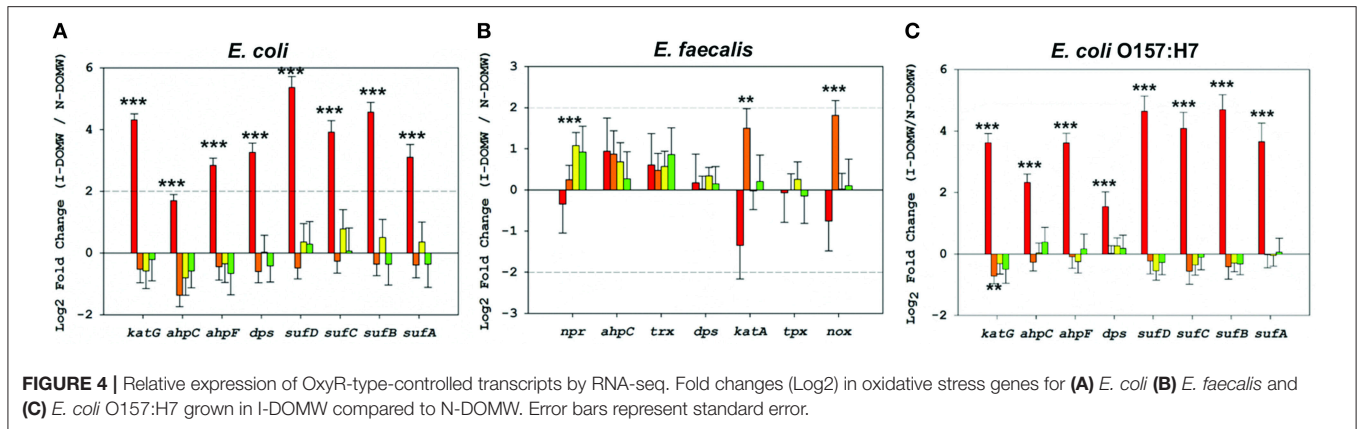 A
E. coli
Log2 Fold Change (I-DOMW / N-DOMW)
6
4
2
0
-2
***
***
***
***
***
***
***
***
katG ahpC ahpF dps sufD sufC sufB sufA
B
E. faecalis
Log2 Fold Change (I-DOMW / N-DOMW)
3
2
1
0
-1
-2
-3
***
**
***
npr ahpC trx dps katA tpx nox
C
E. coli O157:H7
Log2 Fold Change (I-DOMW/N-DOMW)
6
4
2
0
-2
***
***
***
***
***
***
***
***
**
katG ahpC ahpF dps sufD sufC sufB sufA
FIGURE 4 | Relative expression of OxyR-type-controlled transcripts by RNA-seq. Fold changes (Log2) in oxidative stress genes for (A) E. coli (B) E. faecalis and
(C) E. coli O157:H7 grown in I-DOMW compared to N-DOMW. Error bars represent standard error.